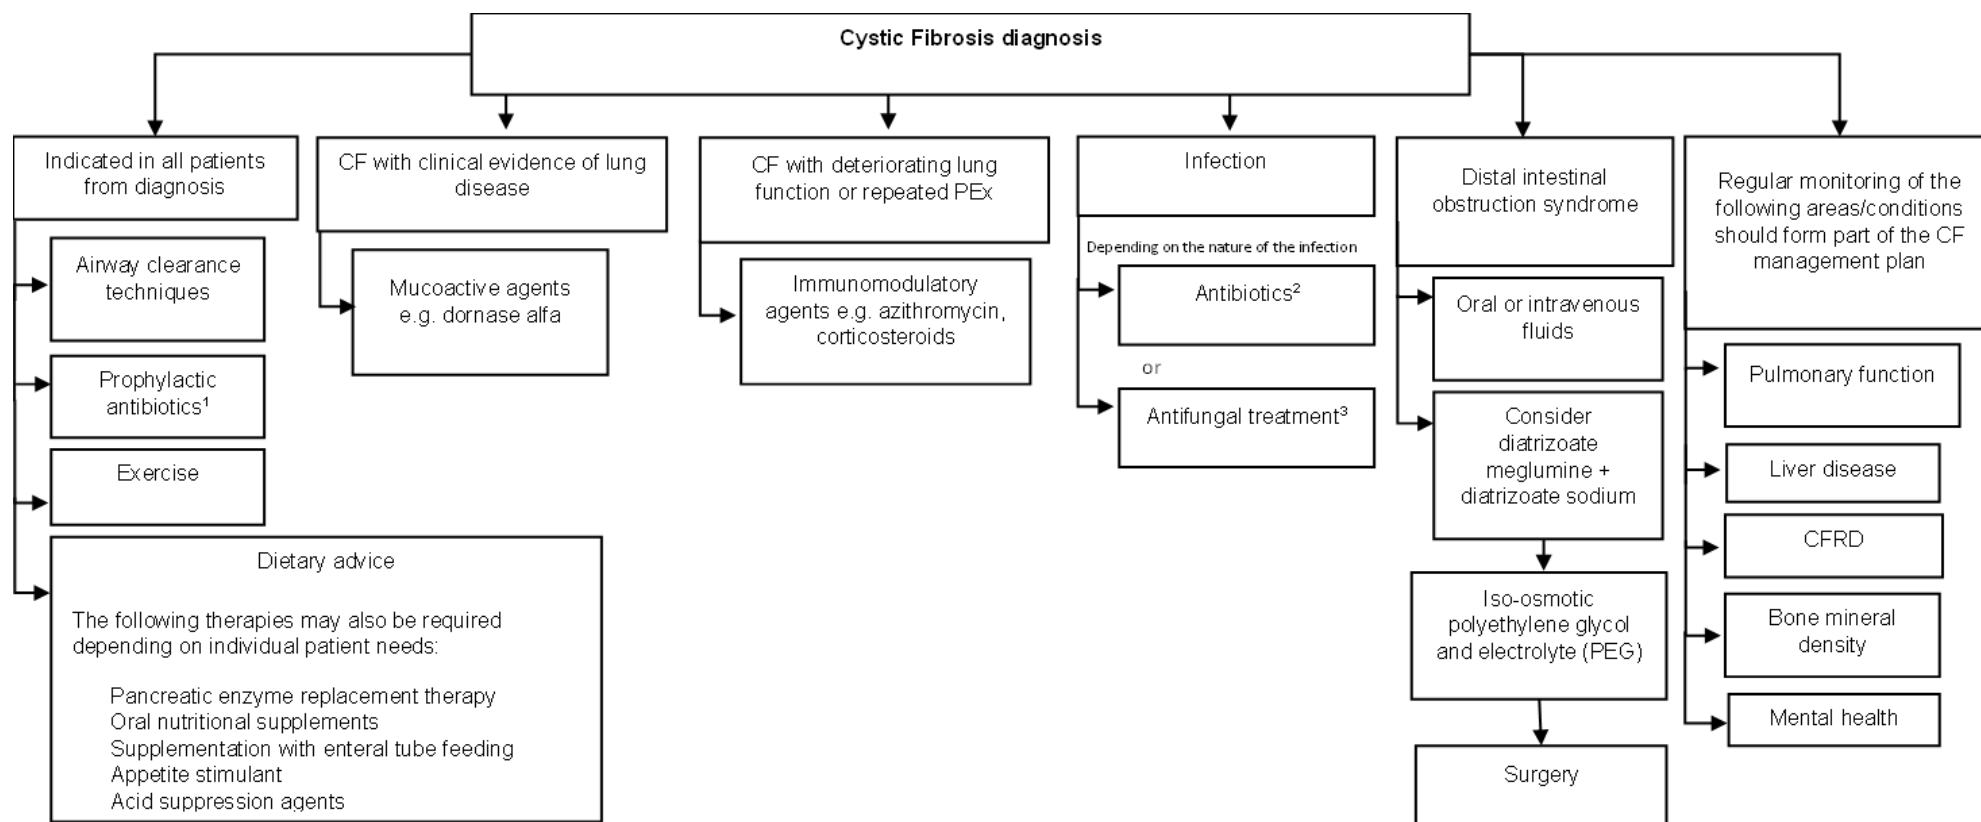 Cystic Fibrosis diagnosis
Indicated in all patients
from diagnosis
Airway clearance
techniques
Prophylactic
antibiotics¹
Exercise
Dietary advice
The following therapies may also be required
depending on individual patient needs:
Pancreatic enzyme replacement therapy
Oral nutritional supplements
Supplementation with enteral tube feeding
Appetite stimulant
Acid suppression agents
CF with clinical evidence of lung
disease
Mucoactive agents
e.g. dornase alfa
CF with deteriorating lung
function or repeated PEx
Immunomodulatory
agents e.g. azithromycin,
corticosteroids
Infection
Depending on the nature of the infection
Antibiotics²
or
Antifungal treatment³
Distal intestinal
obstruction syndrome
Oral or intravenous
fluids
Consider
diatrizoate
meglumine +
diatrizoate sodium
Iso-osmotic
polyethylene glycol
and electrolyte (PEG)
Surgery
Regular monitoring of the
following areas/conditions
should form part of the CF
management plan
Pulmonary function
Liver disease
CFRD
Bone mineral
density
Mental health